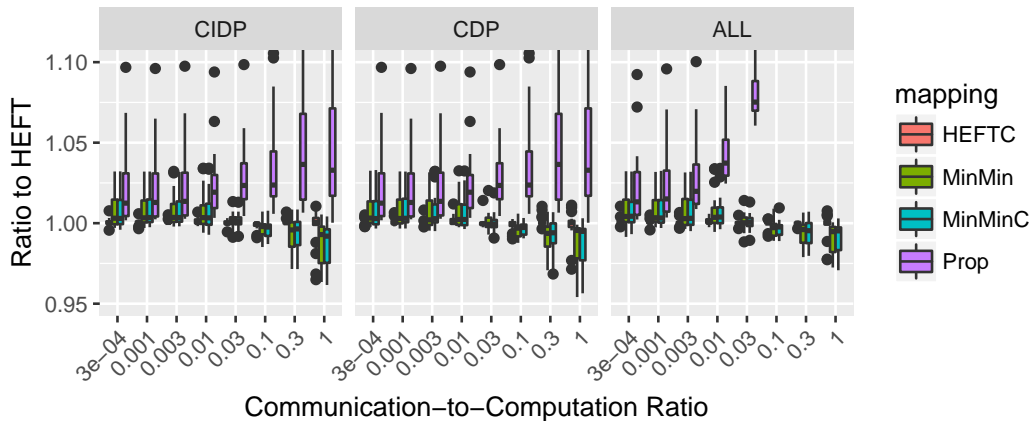 CIDP CDP ALL
Ratio to HEFT
1.10
1.05
1.00
0.95
3e−04 0.001 0.003 0.01 0.03 0.1 0.3 1
3e−04 0.001 0.003 0.01 0.03 0.1 0.3 1
3e−04 0.001 0.003 0.01 0.03 0.1 0.3 1
Communication−to−Computation Ratio
mapping
HEFTC
MinMin
MinMinC
Prop